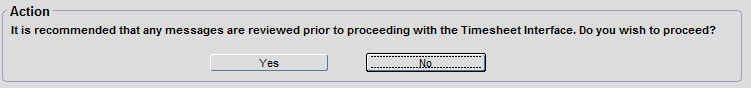 Action
It is recommended that any messages are reviewed prior to proceeding with the Timesheet Interface. Do you wish to proceed?
Yes
No